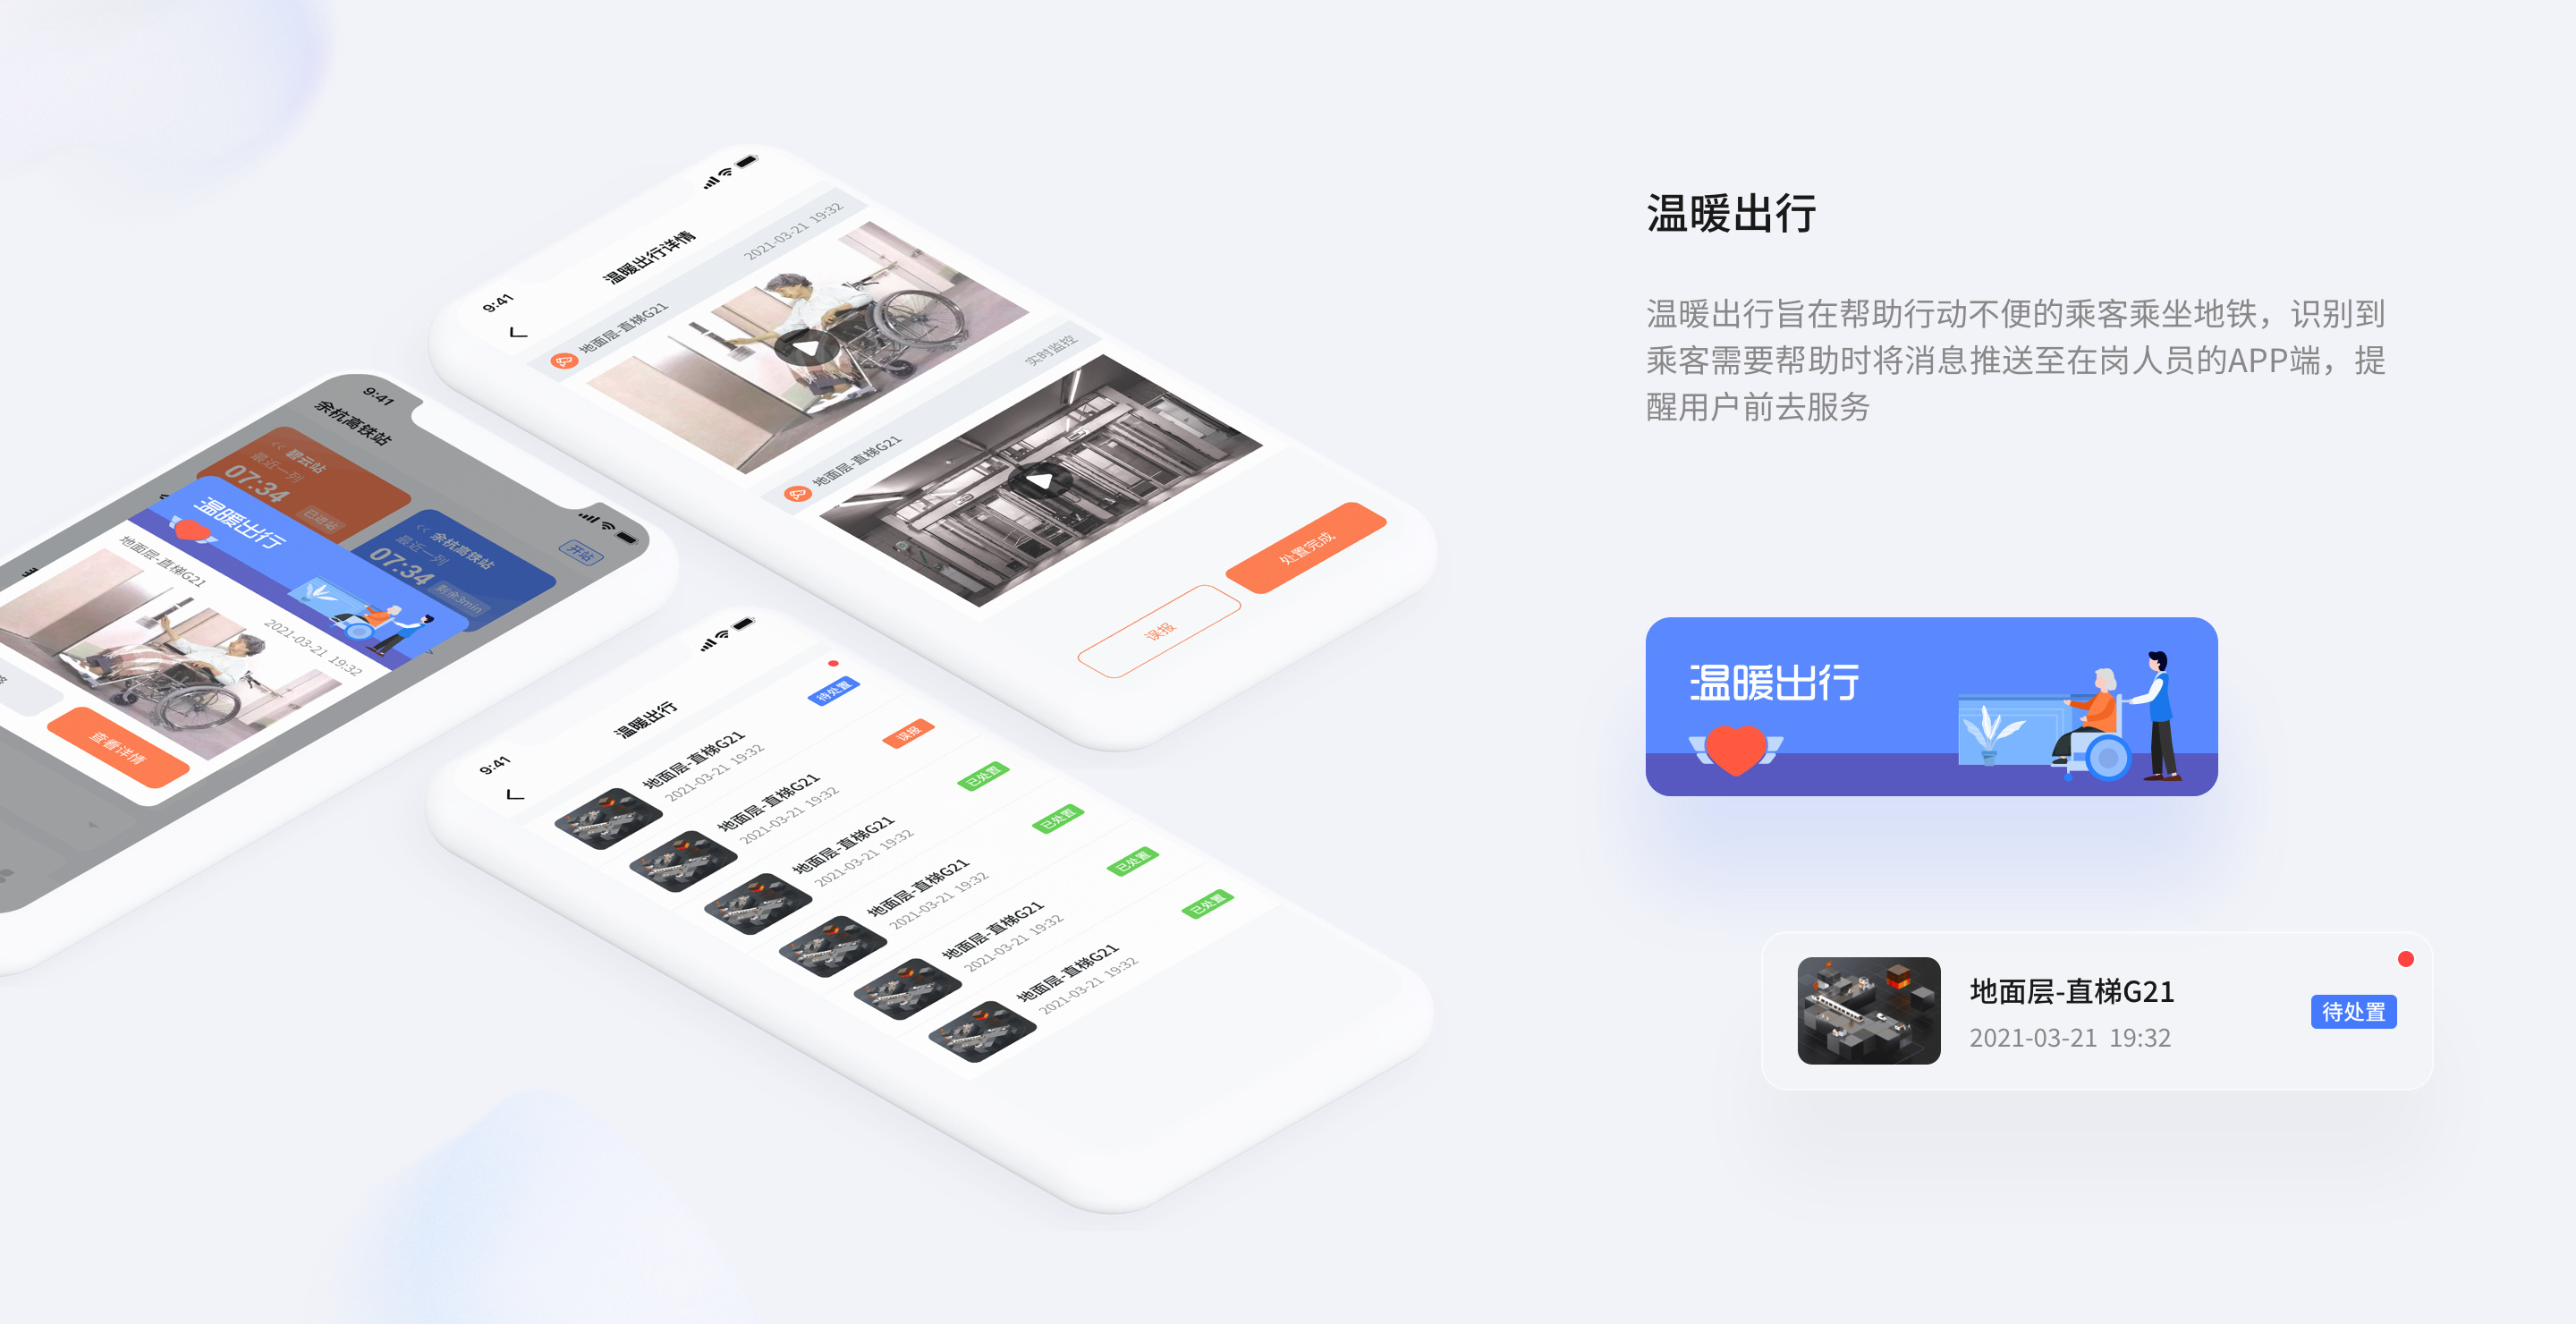 9:41
温暖出行详情
地面层-直梯G21
2021-03-21 19:32
地面层-直梯G21
实时监控
误报
处置完成
9:41
余杭高铁站
开站
<< 碧云站
最近一列
07:34
已进站
<< 余杭高铁站
最近一列
07:34
剩余3min
温暖出行
地面层-直梯G21
2021-03-21 19:32
查看详情
9:41
温暖出行
地面层-直梯G21
2021-03-21 19:32
待处置
地面层-直梯G21
2021-03-21 19:32
误报
地面层-直梯G21
2021-03-21 19:32
已处置
地面层-直梯G21
2021-03-21 19:32
已处置
地面层-直梯G21
2021-03-21 19:32
已处置
地面层-直梯G21
2021-03-21 19:32
已处置
温暖出行
温暖出行旨在帮助行动不便的乘客乘坐地铁，识别到
乘客需要帮助时将消息推送至在岗人员的APP端，提
醒用户前去服务
温暖出行
地面层-直梯G21
2021-03-21 19:32
待处置